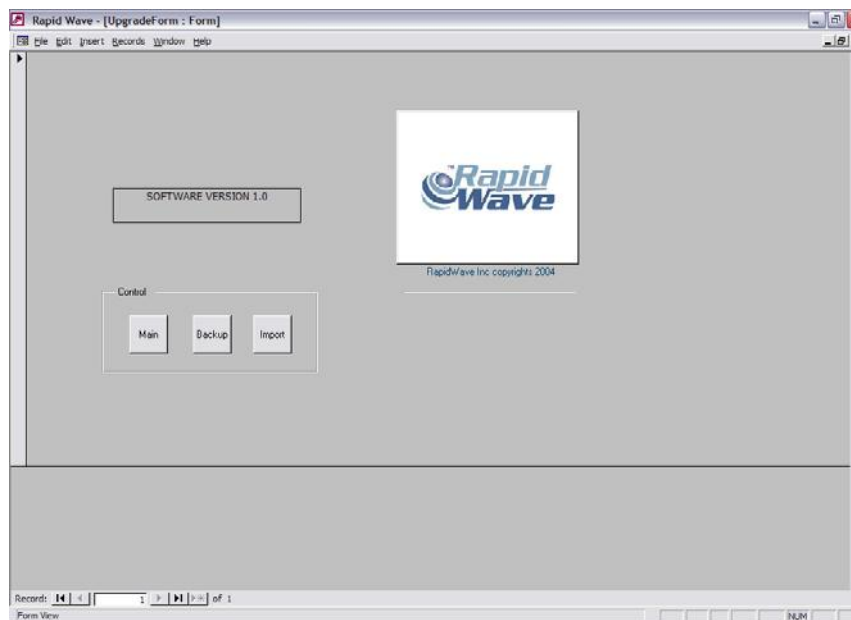 Rapid Wave - [UpgradeForm : Form]
File Edit Insert Records Window Help
SOFTWARE VERSION 1.0
™Rapid
Wave
RapidWave Inc copyrights 2004
Control
Main Backup Import
Record: 1 of 1
Form View NUM